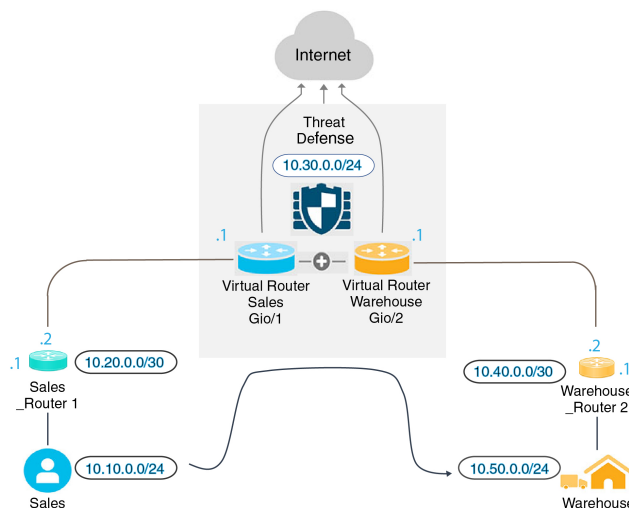 Internet
Threat
Defense
10.30.0.0/24
.1
.1
Virtual Router
Sales
Gio/1
Virtual Router
Warehouse
Gio/2
.2
.1
10.20.0.0/30
Sales
_Router 1
.2
10.40.0.0/30
.1
Warehouse
_Router 2
10.10.0.0/24
Sales
10.50.0.0/24
Warehouse